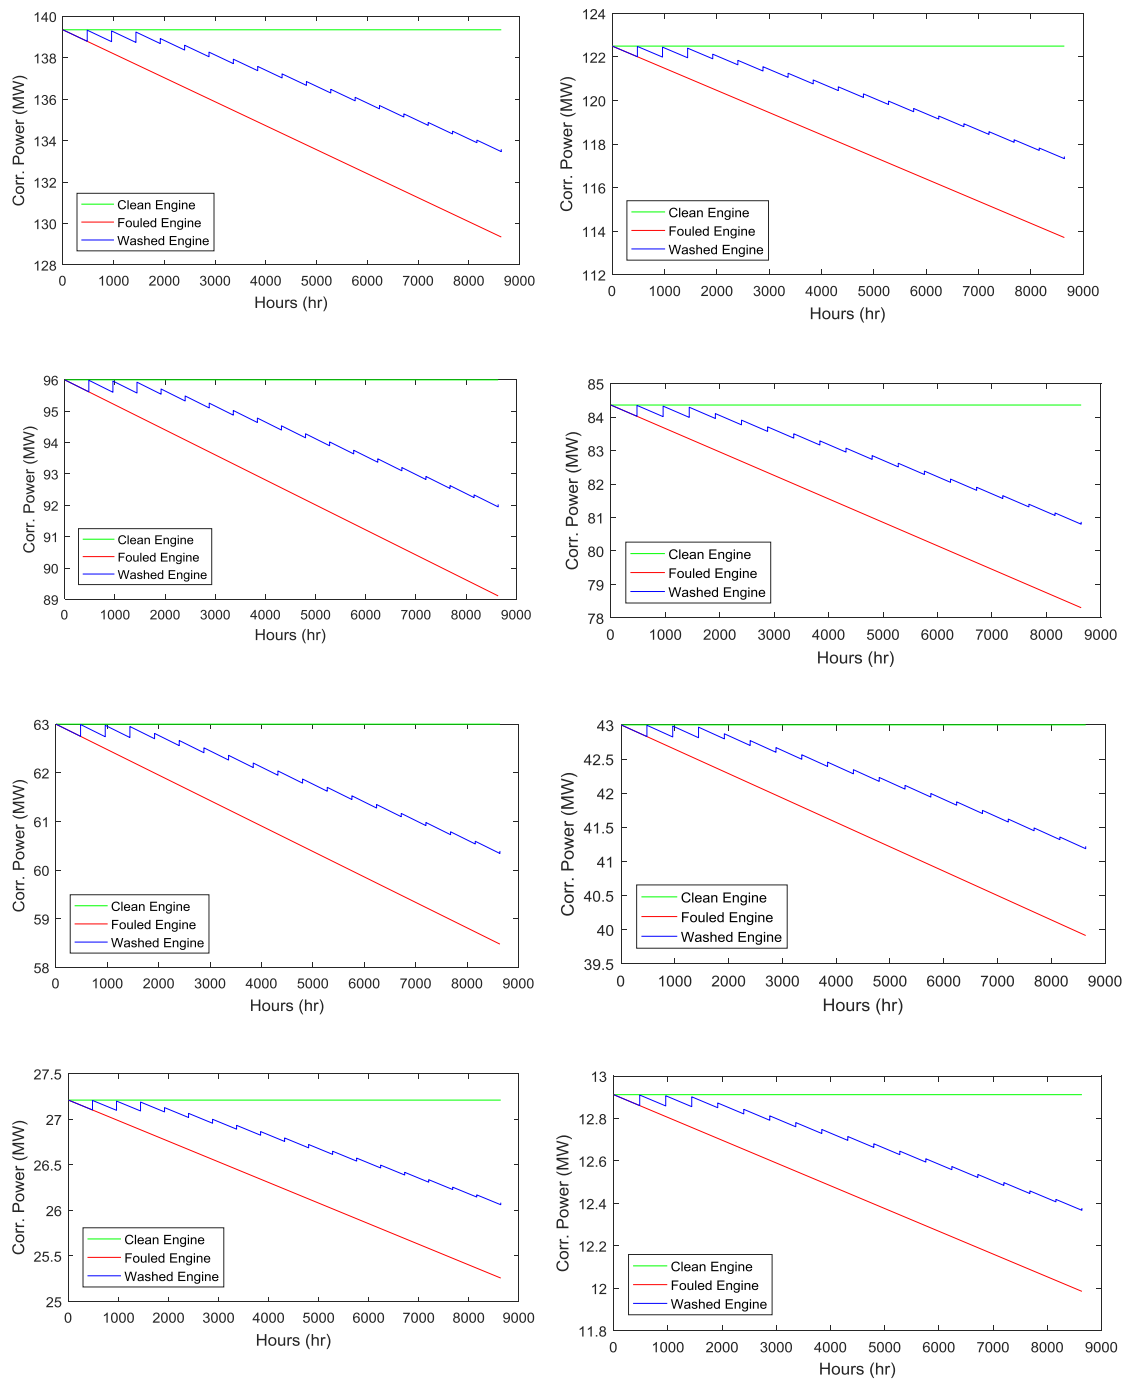 140
138
136
134
132
130
128
Corr. Power (MW)
Clean Engine
Fouled Engine
Washed Engine
0 1000 2000 3000 4000 5000 6000 7000 8000 9000
Hours (hr)
124
122
120
118
116
114
112
Corr. Power (MW)
Clean Engine
Fouled Engine
Washed Engine
0 1000 2000 3000 4000 5000 6000 7000 8000 9000
Hours (hr)
96
95
94
93
92
91
90
89
Corr. Power (MW)
Clean Engine
Fouled Engine
Washed Engine
0 1000 2000 3000 4000 5000 6000 7000 8000 9000
Hours (hr)
85
84
83
82
81
80
79
78
Corr. Power (MW)
Clean Engine
Fouled Engine
Washed Engine
0 1000 2000 3000 4000 5000 6000 7000 8000 9000
Hours (hr)
63
62
61
60
59
58
Corr. Power (MW)
Clean Engine
Fouled Engine
Washed Engine
0 1000 2000 3000 4000 5000 6000 7000 8000 9000
Hours (hr)
43
42.5
42
41.5
41
40.5
40
39.5
Corr. Power (MW)
Clean Engine
Fouled Engine
Washed Engine
0 1000 2000 3000 4000 5000 6000 7000 8000 9000
Hours (hr)
27.5
27
26.5
26
25.5
25
Corr. Power (MW)
Clean Engine
Fouled Engine
Washed Engine
0 1000 2000 3000 4000 5000 6000 7000 8000 9000
Hours (hr)
13
12.8
12.6
12.4
12.2
12
11.8
Corr. Power (MW)
Clean Engine
Fouled Engine
Washed Engine
0 1000 2000 3000 4000 5000 6000 7000 8000 9000
Hours (hr)